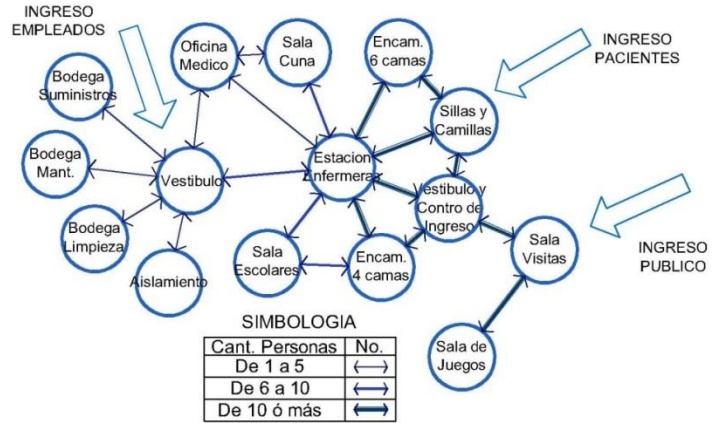 INGRESO
EMPLEADOS
Oficina
Medico
Sala
Cuna
Encam.
6 camas
INGRESO
PACIENTES
Bodega
Suministros
Sillas y
Camillas
Bodega
Mant.
Vestibulo
Estacion
Enfermeras
Vestibulo y
Contro de
Ingreso
Bodega
Limpieza
Aislamiento
Sala
Escolares
Encam.
4 camas
Sala
Visitas
INGRESO
PUBLICO
SIMBOLOGIA
Cant. Personas No.
De 1 a 5
De 6 a 10
De 10 ó más
Sala de
Juegos